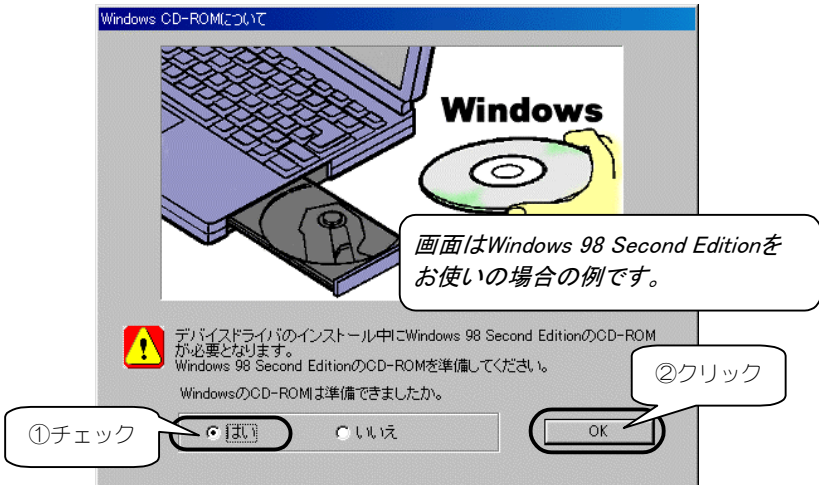 Windows CD-ROMについて
Windows
画面はWindows 98 Second Editionを
お使いの場合の例です。
デバイスドライバのインストール中にWindows 98 Second EditionのCD-ROM
が必要となります。
Windows 98 Second EditionのCD-ROMを準備してください。
WindowsのCD-ROMは準備できましたか。
②クリック
①チェック
はい
いいえ
OK